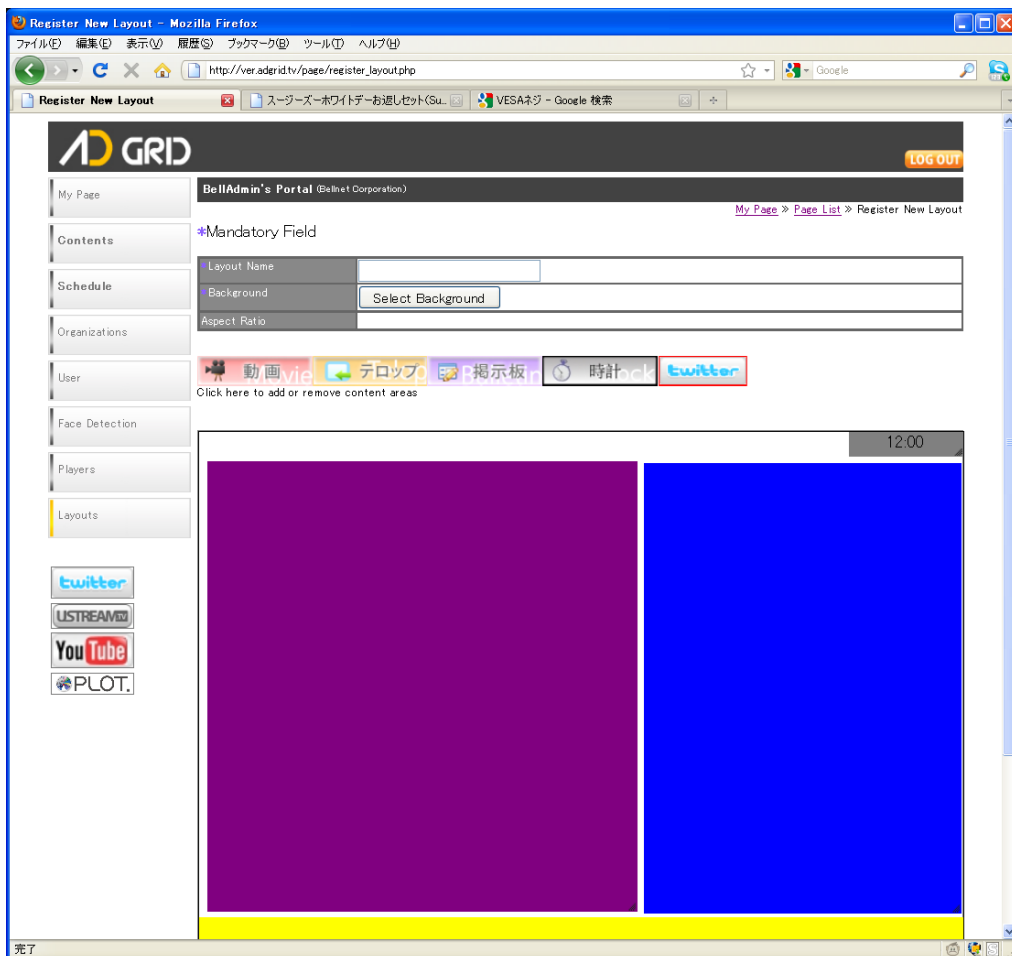 Register New Layout - Mozilla Firefox
ファイル(F) 編集(E) 表示(V) 履歴(S) ブックマーク(B) ツール(T) ヘルプ(H)
http://ver.adgrid.tv/page/register_layout.php
Google
Register New Layout
スージーズーホワイトデーお返しセット(Su...
VESAネジ - Google 検索
AD GRID
LOG OUT
My Page
BellAdmin's Portal (Bellnet Corporation)
My Page » Page List » Register New Layout
*Mandatory Field
Contents
*Layout Name
Schedule
*Background
Select Background
Aspect Ratio
Organizations
動画
テロップ
掲示板
時計
twitter
User
Click here to add or remove content areas
Face Detection
12:00
Players
Layouts
twitter
USTREAM TV
YouTube
PLOT.
完了